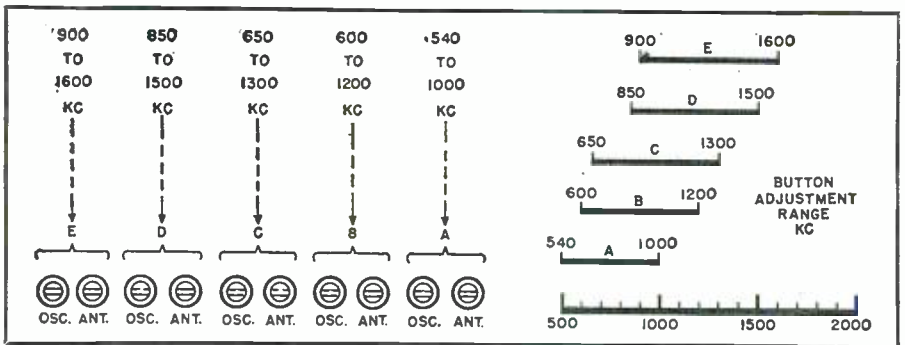 900 850 650 600 540
TO TO TO TO TO
1600 1500 1300 1200 1000
KC KC KC KC KC
E D C 8 A
OSC. ANT. OSC. ANT. OSC. ANT. OSC. ANT. OSC. ANT.
900 E 1600
850 D 1500
650 C 1300
600 B 1200
540 A 1000
BUTTON
ADJUSTMENT
RANGE
KC
500 1000 1500 2000